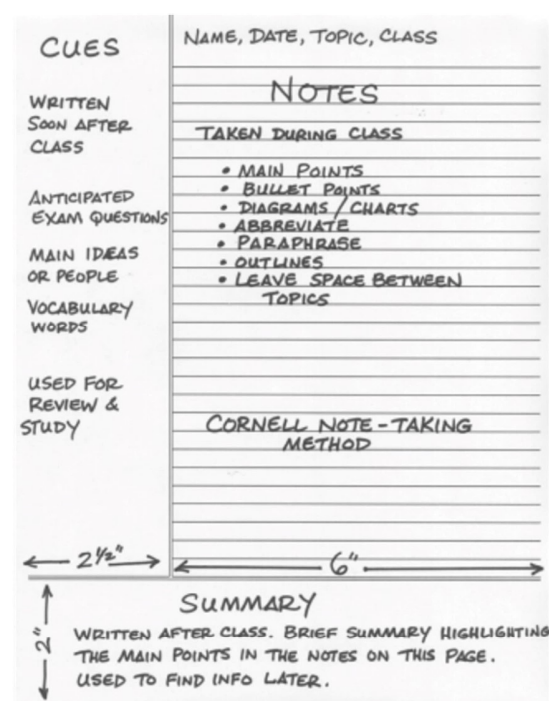 CUES
NAME, DATE, TOPIC, CLASS
WRITTEN
SOON AFTER
CLASS
ANTICIPATED
EXAM QUESTIONS
MAIN IDEAS
OR PEOPLE
VOCABULARY
WORDS
USED FOR
REVIEW &
STUDY
NOTES
TAKEN DURING CLASS
• MAIN POINTS
• BULLET POINTS
• DIAGRAMS / CHARTS
• ABBREVIATE
• PARAPHRASE
• OUTLINES
• LEAVE SPACE BETWEEN
TOPICS
CORNELL NOTE-TAKING
METHOD
2 1/2"
6"
2"
SUMMARY
WRITTEN AFTER CLASS. BRIEF SUMMARY HIGHLIGHTING
THE MAIN POINTS IN THE NOTES ON THIS PAGE.
USED TO FIND INFO LATER.